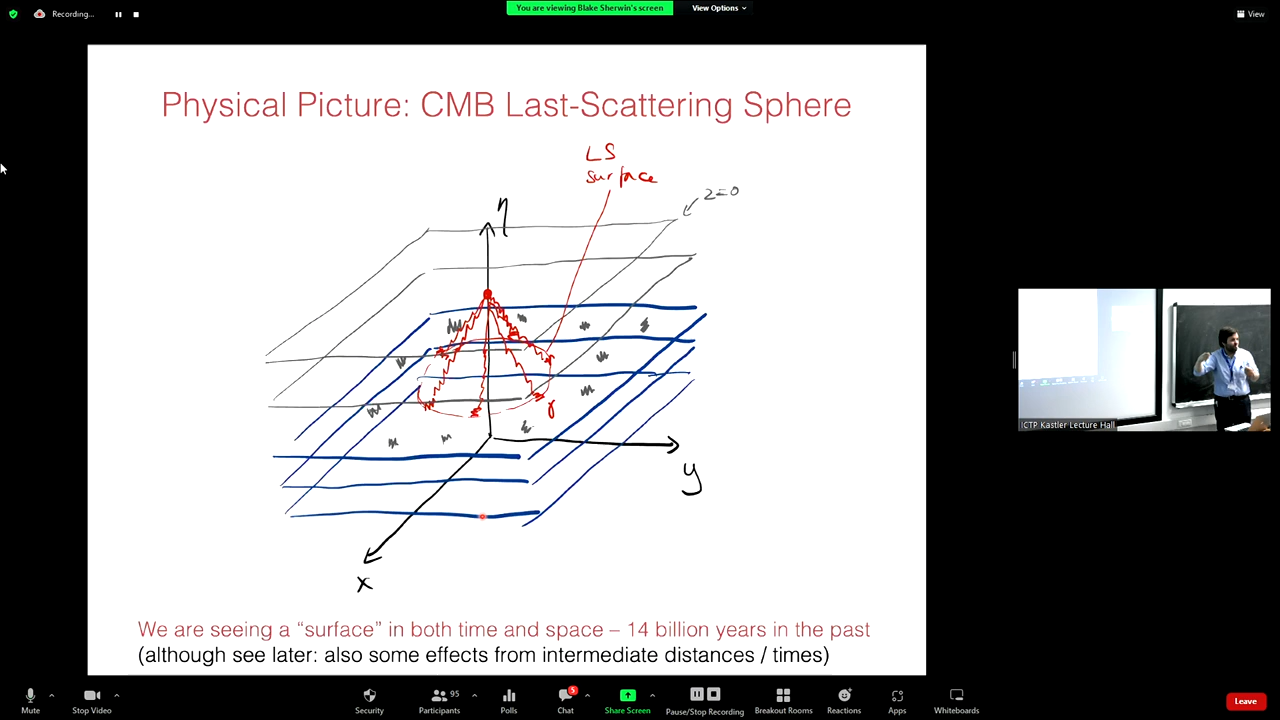 Recording...
You are viewing Blake Sherwin's screen
View Options
View
Physical Picture: CMB Last-Scattering Sphere
LS
surface
z=0
η
γ
y
x
We are seeing a “surface” in both time and space – 14 billion years in the past
(although see later: also some effects from intermediate distances / times)
ICTP Kastler Lecture Hall
Mute
Stop Video
Security
95
Participants
Polls
5
Chat
Share Screen
Pause/Stop Recording
Breakout Rooms
Reactions
Apps
Whiteboards
Leave